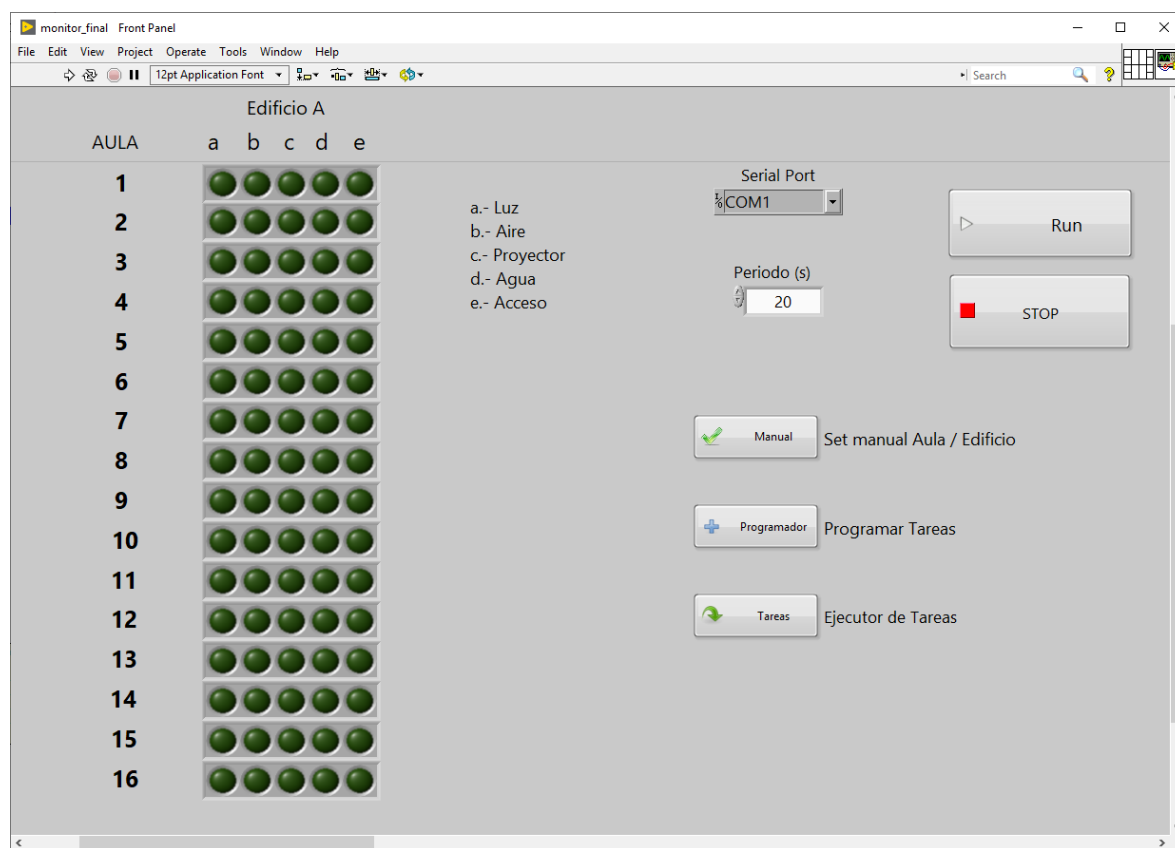 monitor_final Front Panel
File Edit View Project Operate Tools Window Help
12pt Application Font
Search
Edificio A
AULA a b c d e
1
2
3
4
5
6
7
8
9
10
11
12
13
14
15
16
a.- Luz
b.- Aire
c.- Proyector
d.- Agua
e.- Acceso
Serial Port
COM1
Periodo (s)
20
Run
STOP
Manual Set manual Aula / Edificio
Programador Programar Tareas
Tareas Ejecutor de Tareas